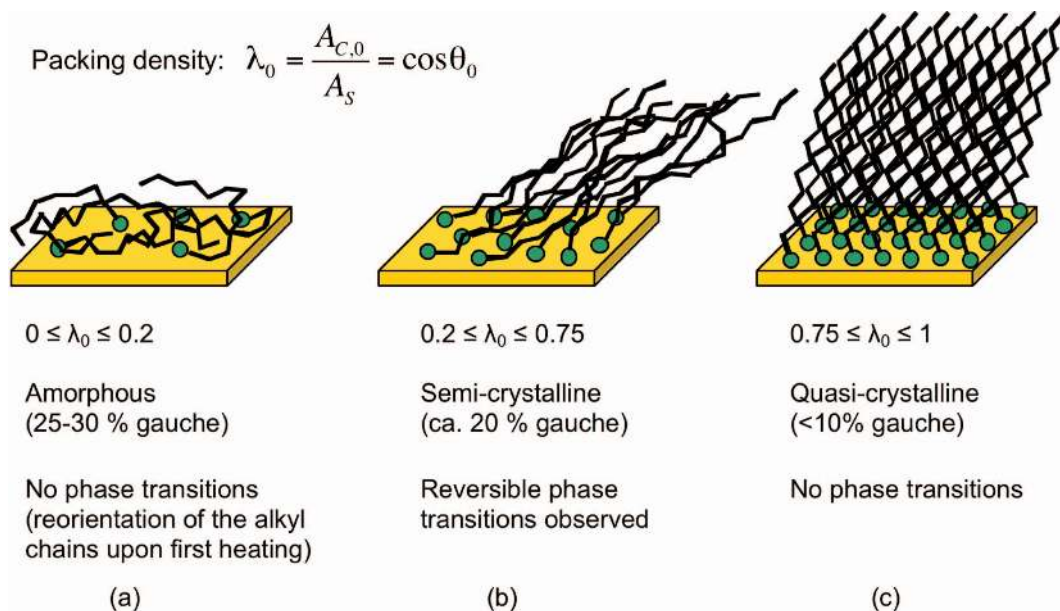 Packing density: λ₀ = A_{C,0} / A_S = cosθ₀
0 ≤ λ₀ ≤ 0.2
0.2 ≤ λ₀ ≤ 0.75
0.75 ≤ λ₀ ≤ 1
Amorphous
(25-30 % gauche)
Semi-crystalline
(ca. 20 % gauche)
Quasi-crystalline
(<10% gauche)
No phase transitions
(reorientation of the alkyl
chains upon first heating)
Reversible phase
transitions observed
No phase transitions
(a)
(b)
(c)